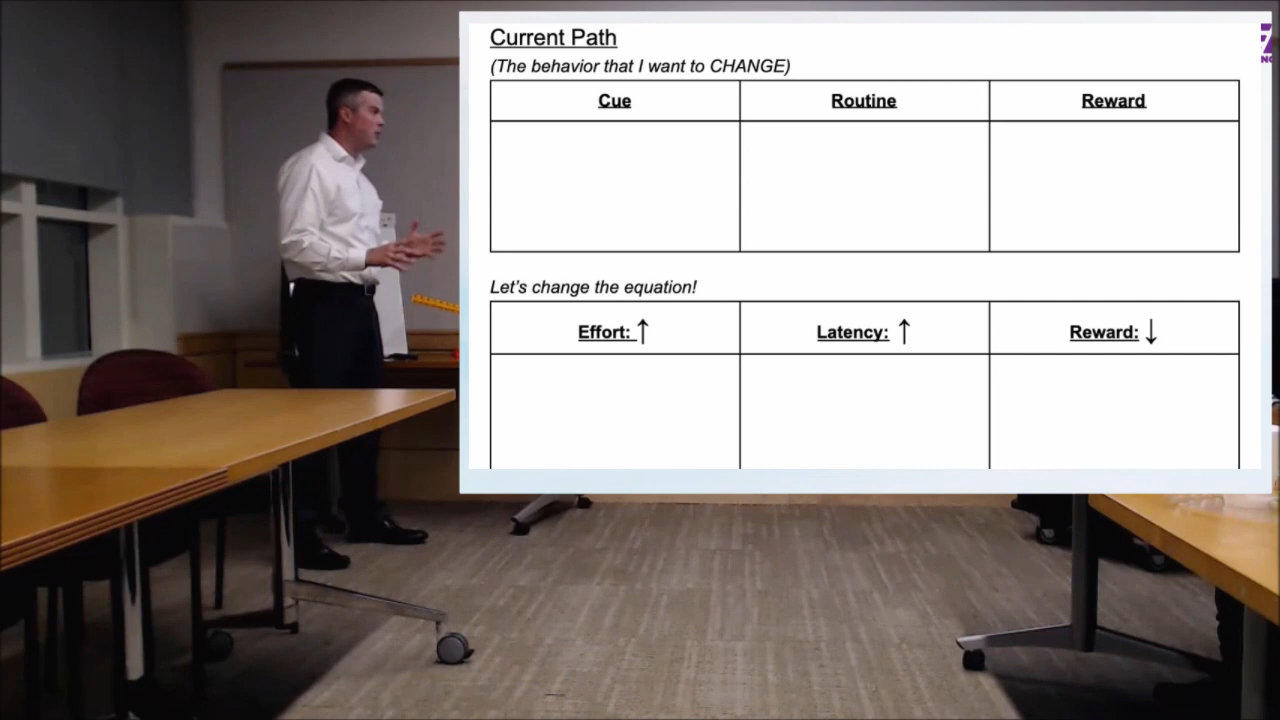 Current Path
(The behavior that I want to CHANGE)
Cue Routine Reward
Let's change the equation!
Effort: ↑ Latency: ↑ Reward: ↓